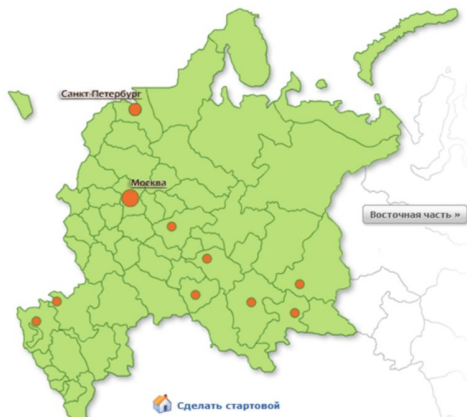 Санкт-Петербург
Москва
Восточная часть »
Сделать стартовой